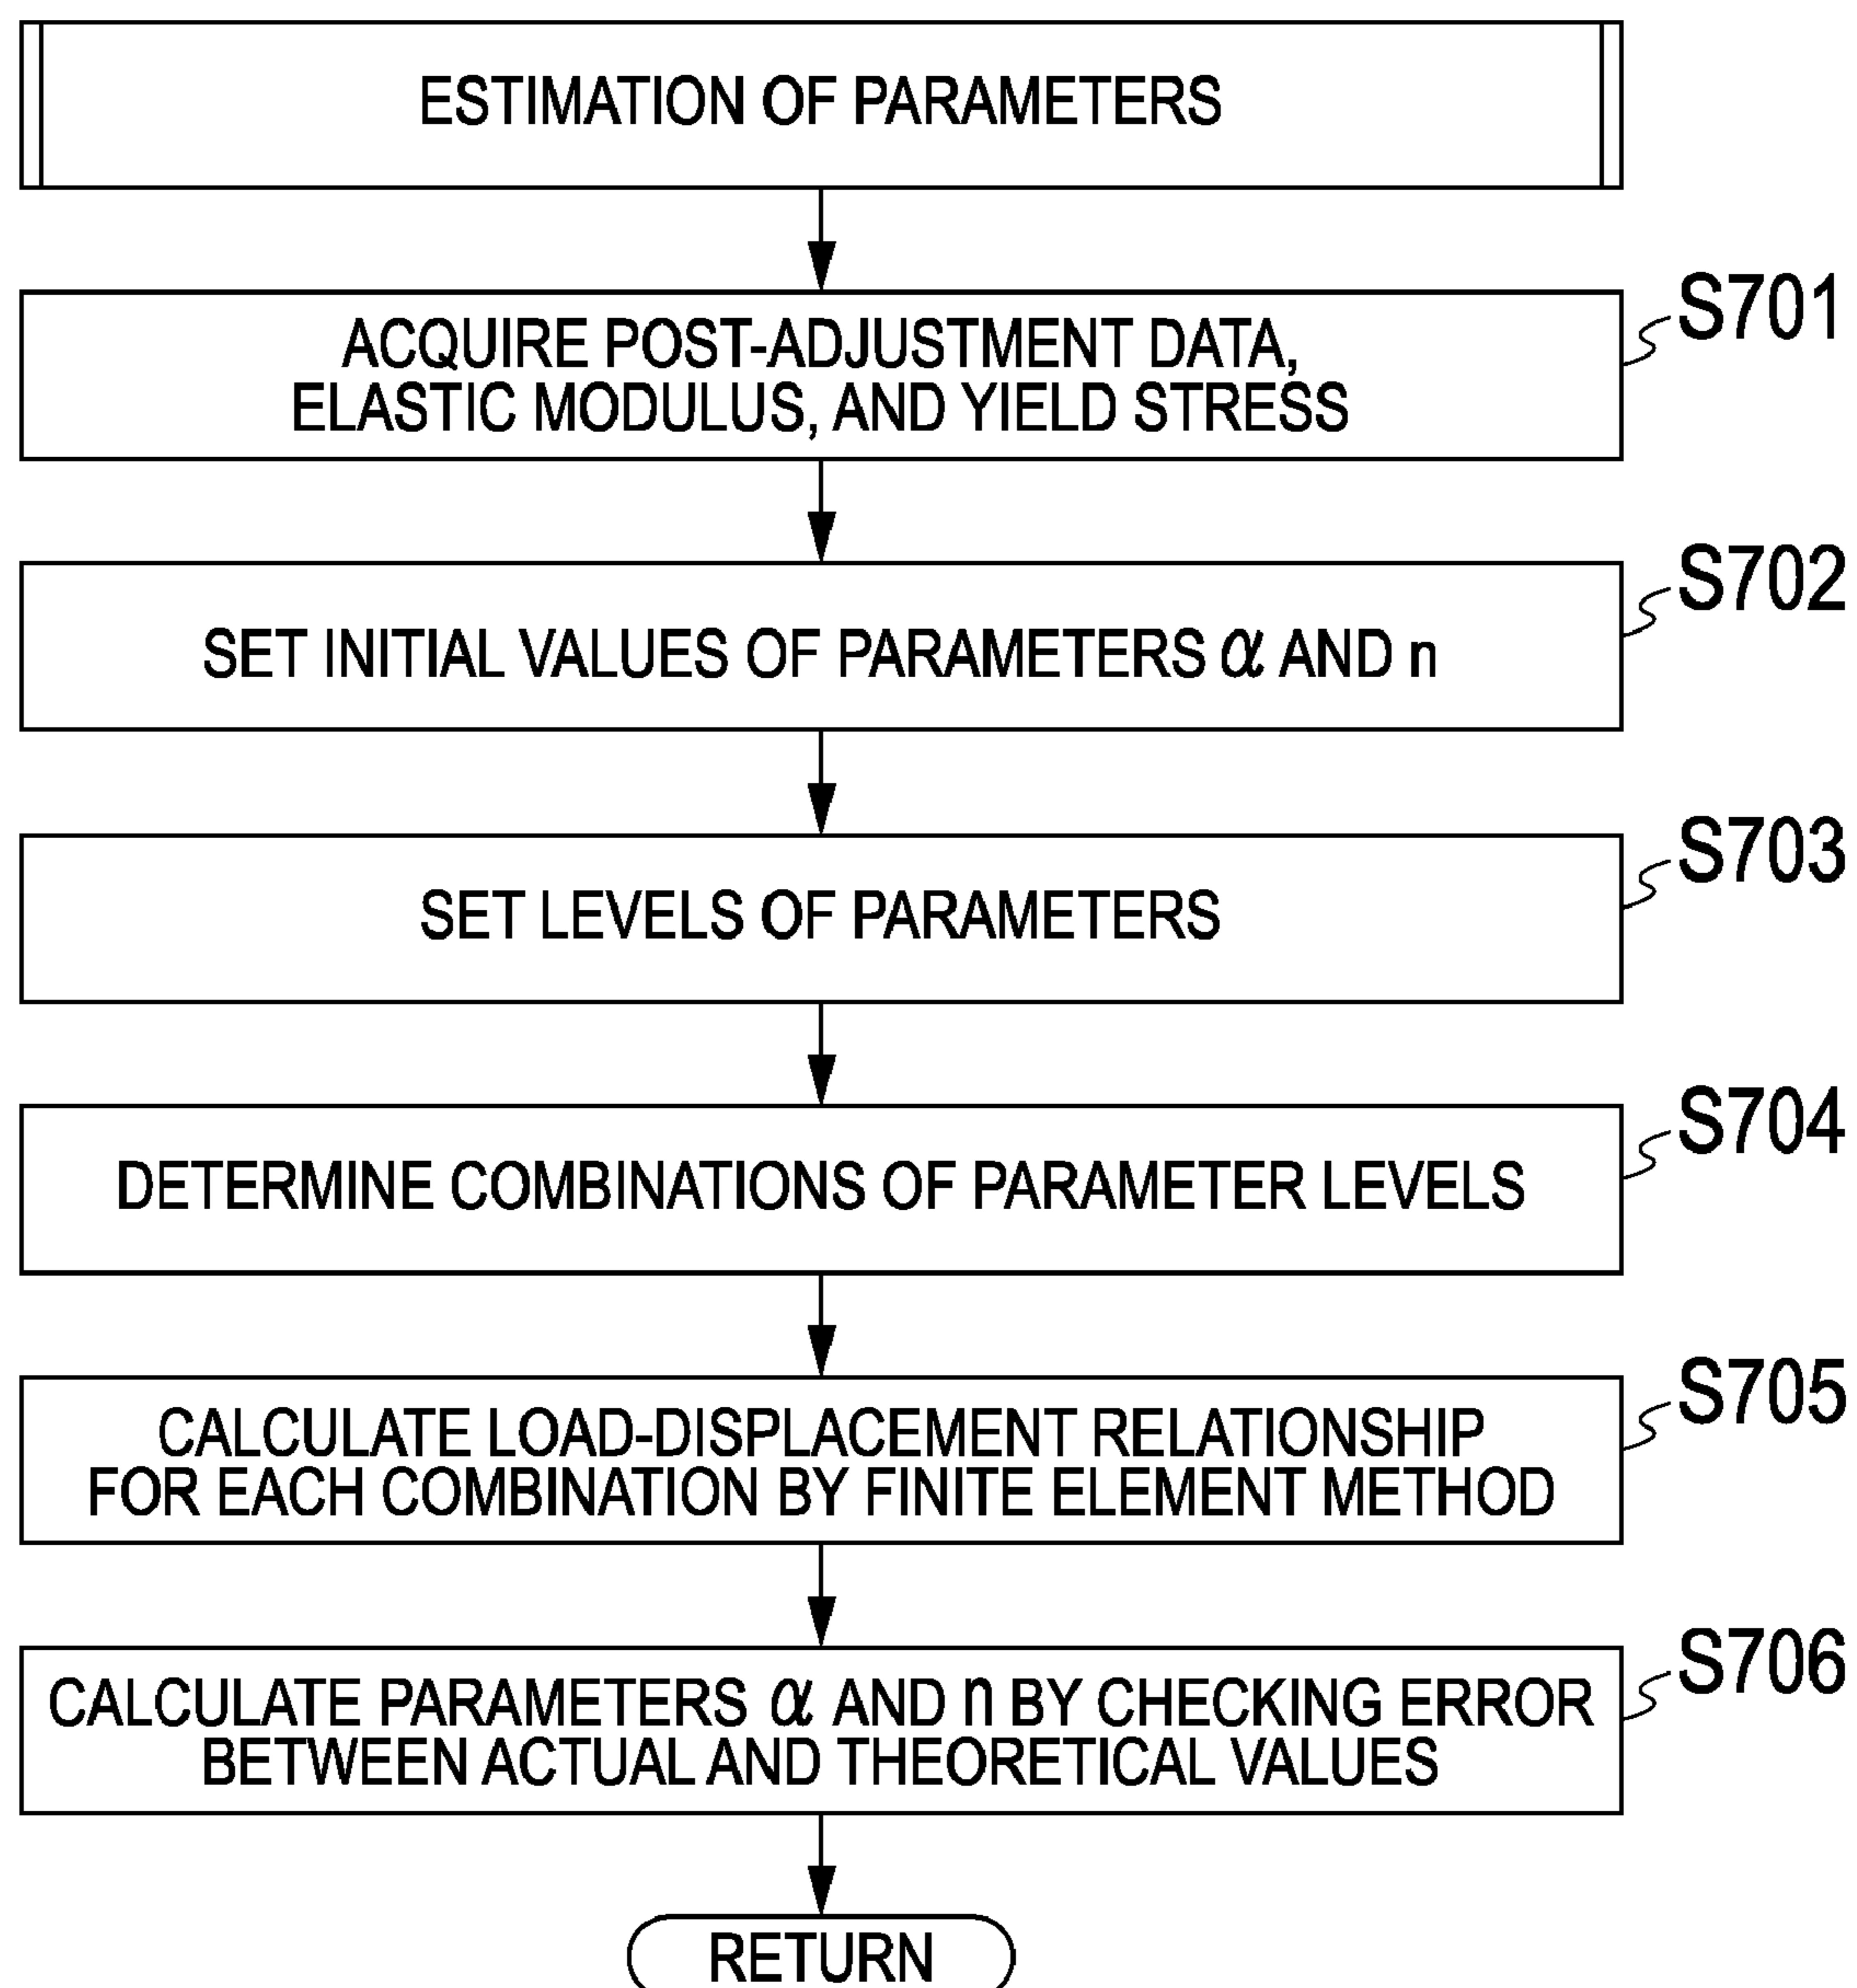 ESTIMATION OF PARAMETERS
S701
ACQUIRE POST-ADJUSTMENT DATA,
ELASTIC MODULUS, AND YIELD STRESS
S702
SET INITIAL VALUES OF PARAMETERS α AND n
S703
SET LEVELS OF PARAMETERS
S704
DETERMINE COMBINATIONS OF PARAMETER LEVELS
S705
CALCULATE LOAD-DISPLACEMENT RELATIONSHIP
FOR EACH COMBINATION BY FINITE ELEMENT METHOD
S706
CALCULATE PARAMETERS α AND n BY CHECKING ERROR
BETWEEN ACTUAL AND THEORETICAL VALUES
RETURN